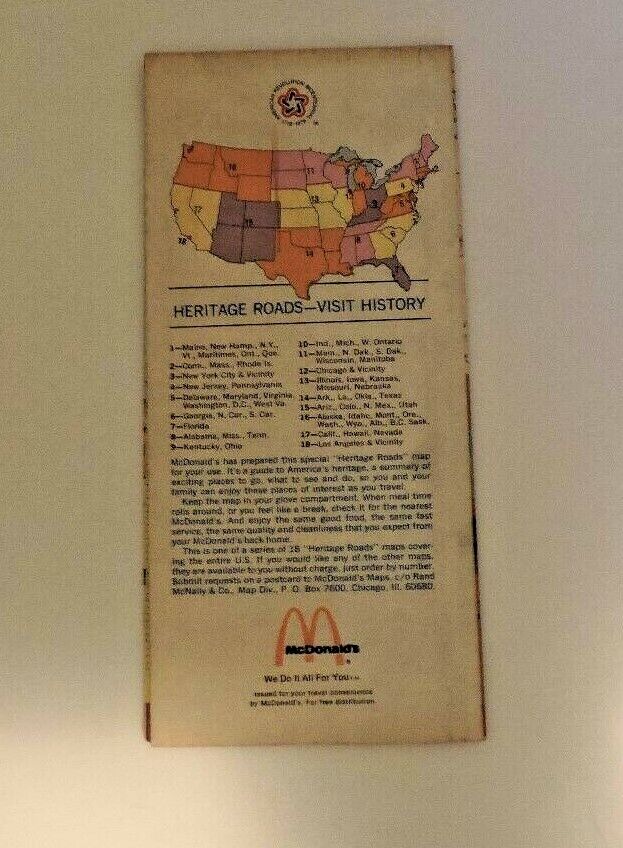 AMERICAN REVOLUTION BICENTENNIAL
1776-1976
HERITAGE ROADS—VISIT HISTORY
1—Maine, New Hamp., N.Y.,
Vt., Maritimes, Ont., Que.
2—Conn., Mass., Rhode Is.
3—New York City & Vicinity
4—New Jersey, Pennsylvania
5—Delaware, Maryland, Virginia
Washington, D.C., West Va.
6—Georgia, N. Car., S. Car.
7—Florida
8—Alabama, Miss., Tenn.
9—Kentucky, Ohio
10—Ind., Mich., W. Ontario
11—Minn., N. Dak., S. Dak.,
Wisconsin, Manitoba
12—Chicago & Vicinity
13—Illinois, Iowa, Kansas,
Missouri, Nebraska
14—Ark., La., Okla., Texas
15—Ariz., Colo., N. Mex., Utah
16—Alaska, Idaho, Mont., Ore.,
Wash., Wyo., Alb., B.C. Sask.
17—Calif., Hawaii, Nevada
18—Los Angeles & Vicinity
McDonald's has prepared this special "Heritage Roads" map
for your use. It's a guide to America's heritage, a summary of
exciting places to go, what to see and do, so you and your
family can enjoy these places of interest as you travel.
Keep the map in your glove compartment. When meal time
rolls around, or you feel like a break, check it for the nearest
McDonald's. And enjoy the same good food, the same fast
service, the same quality and cleanliness that you expect from
your McDonald's back home.
This is one of a series of 18 "Heritage Roads" maps cover-
ing the entire U.S. If you would like any of the other maps,
they are available to you without charge, just order by number.
Submit requests on a postcard to McDonald's Maps, c/o Rand
McNally & Co., Map Div., P. O. Box 7600, Chicago, Ill. 60680.
McDonald's
®
We Do It All For You™
Issued for your travel convenience
by McDonald's. For free distribution.